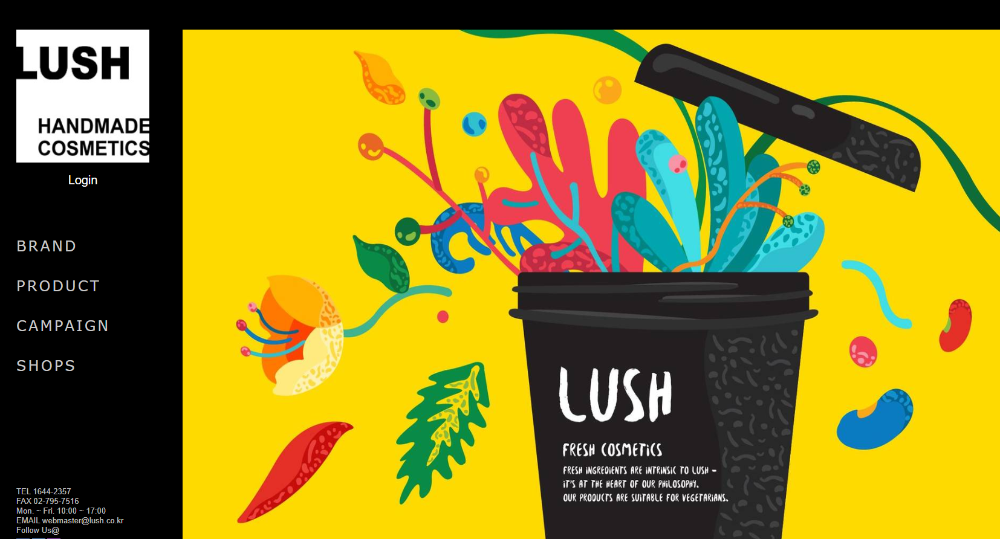 LUSH
HANDMADE
COSMETICS
Login
BRAND
PRODUCT
CAMPAIGN
SHOPS
TEL 1644-2357
FAX 02-795-7516
Mon. ~ Fri. 10:00 ~ 17:00
EMAIL webmaster@lush.co.kr
Follow Us@
LUSH
FRESH COSMETICS
FRESH INGREDIENTS ARE INTRINSIC TO LUSH -
IT'S AT THE HEART OF OUR PHILOSOPHY.
OUR PRODUCTS ARE SUITABLE FOR VEGETARIANS.